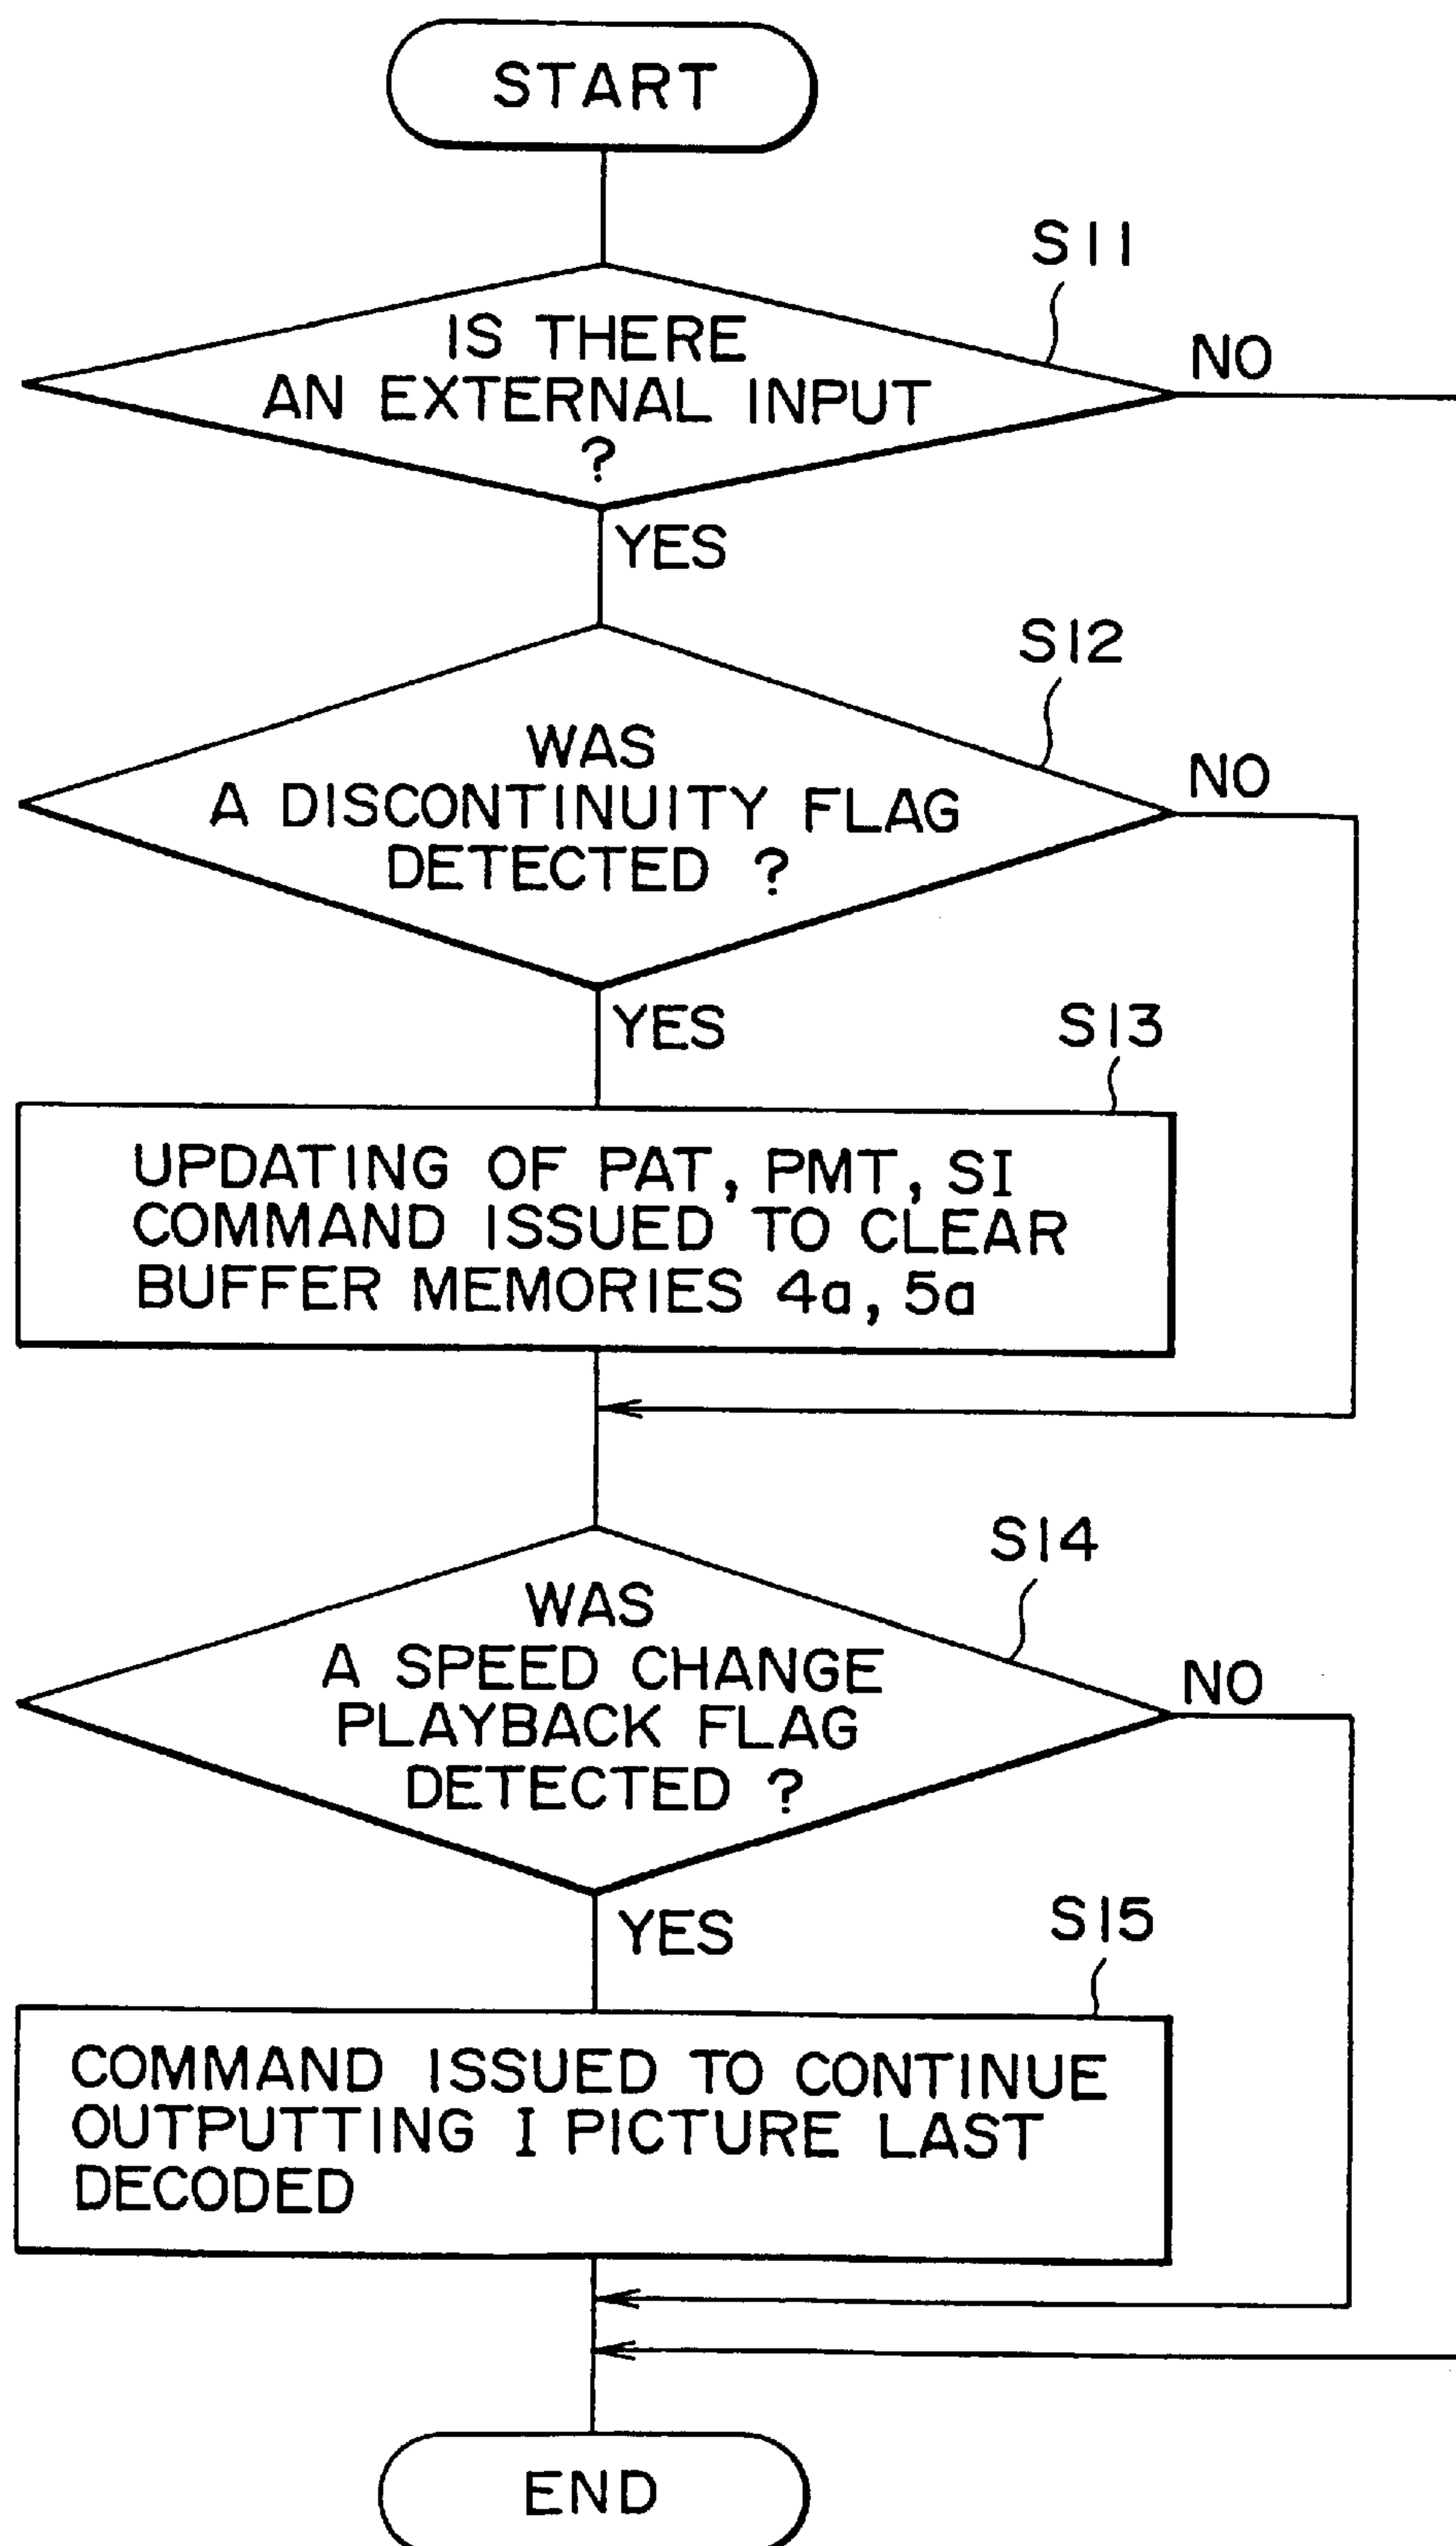 START
S11
IS THERE
AN EXTERNAL INPUT
?
NO
YES
S12
WAS
A DISCONTINUITY FLAG
DETECTED ?
NO
YES
S13
UPDATING OF PAT, PMT, SI
COMMAND ISSUED TO CLEAR
BUFFER MEMORIES 4a, 5a
S14
WAS
A SPEED CHANGE
PLAYBACK FLAG
DETECTED ?
NO
YES
S15
COMMAND ISSUED TO CONTINUE
OUTPUTTING I PICTURE LAST
DECODED
END